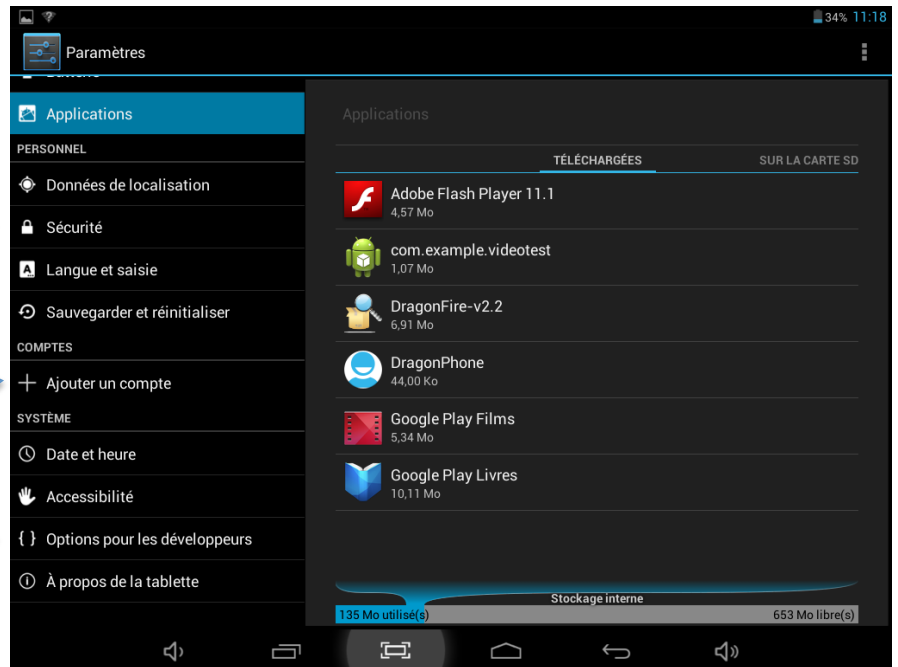 34% 11:18
Paramètres
Batterie
Applications
PERSONNEL
Données de localisation
Sécurité
Langue et saisie
Sauvegarder et réinitialiser
COMPTES
Ajouter un compte
SYSTÈME
Date et heure
Accessibilité
{ } Options pour les développeurs
À propos de la tablette
Applications
TÉLÉCHARGÉES
SUR LA CARTE SD
Adobe Flash Player 11.1
4,57 Mo
com.example.videotest
1,07 Mo
DragonFire-v2.2
6,91 Mo
DragonPhone
44,00 Ko
Google Play Films
5,34 Mo
Google Play Livres
10,11 Mo
Stockage interne
135 Mo utilisé(s)
653 Mo libre(s)